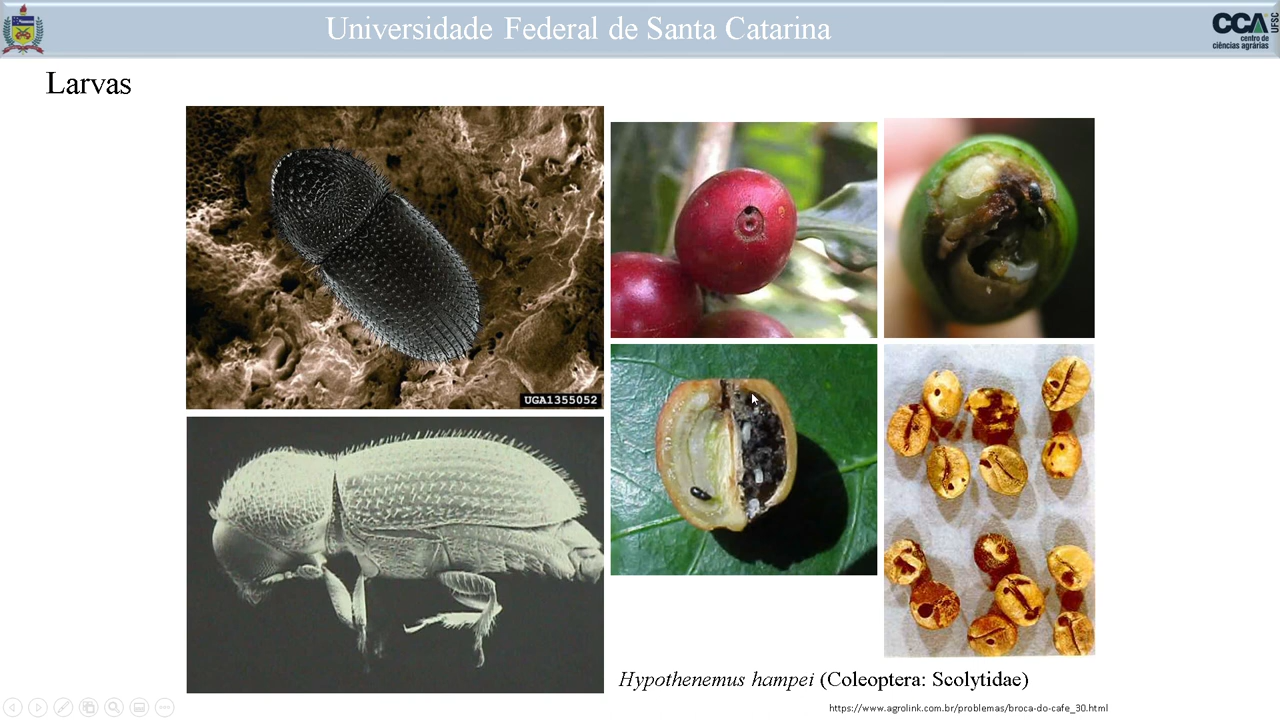 Universidade Federal de Santa Catarina
CCA
UFSC
centro de
ciências agrárias
Larvas
UGA1355052
Hypothenemus hampei (Coleoptera: Scolytidae)
https://www.agrolink.com.br/problemas/broca-do-cafe_30.html